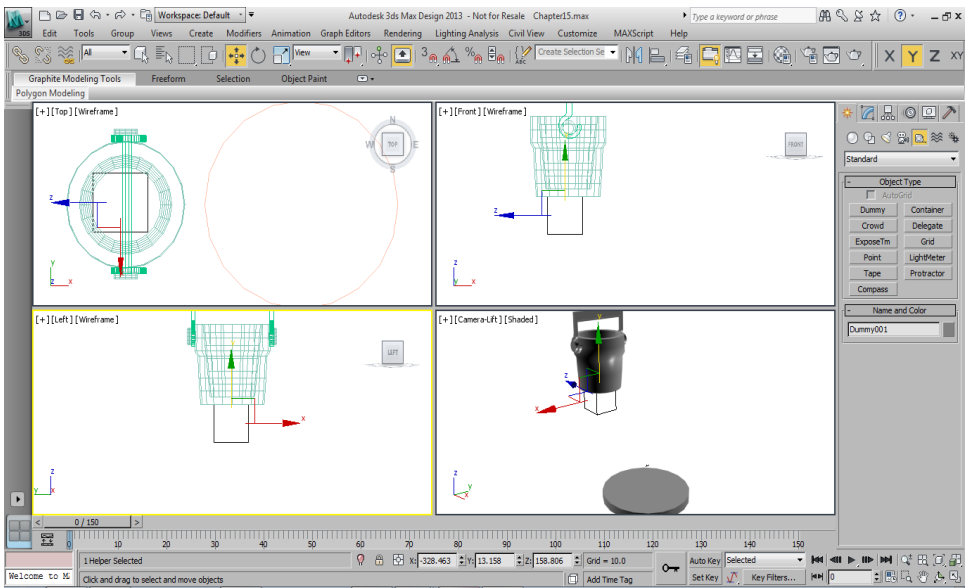 Workspace: Default
Autodesk 3ds Max Design 2013 - Not for Resale Chapter15.max
Type a keyword or phrase
3DS
Edit Tools Group Views Create Modifiers Animation Graph Editors Rendering Lighting Analysis Civil View Customize MAXScript Help
All View 3 Create Selection Se X Y Z XY
Graphite Modeling Tools Freeform Selection Object Paint
Polygon Modeling
[+][Top][Wireframe]
N
W TOP E
S
z
y
z x
[+][Front][Wireframe]
FRONT
z
z
x
Standard
- Object Type
AutoGrid
Dummy Container
Crowd Delegate
ExposeTm Grid
Point LightMeter
Tape Protractor
Compass
- Name and Color
Dummy001
[+][Left][Wireframe]
LEFT
x
z
y x
[+][Camera-Lift][Shaded]
y
z
x
z
y
x
< 0 / 150 >
0 10 20 30 40 50 60 70 80 90 100 110 120 130 140 150
1 Helper Selected X: -328.463 Y: 13.158 Z: 158.806 Grid = 10.0 Auto Key Selected
Welcome to M Click and drag to select and move objects Add Time Tag Set Key Key Filters... 0